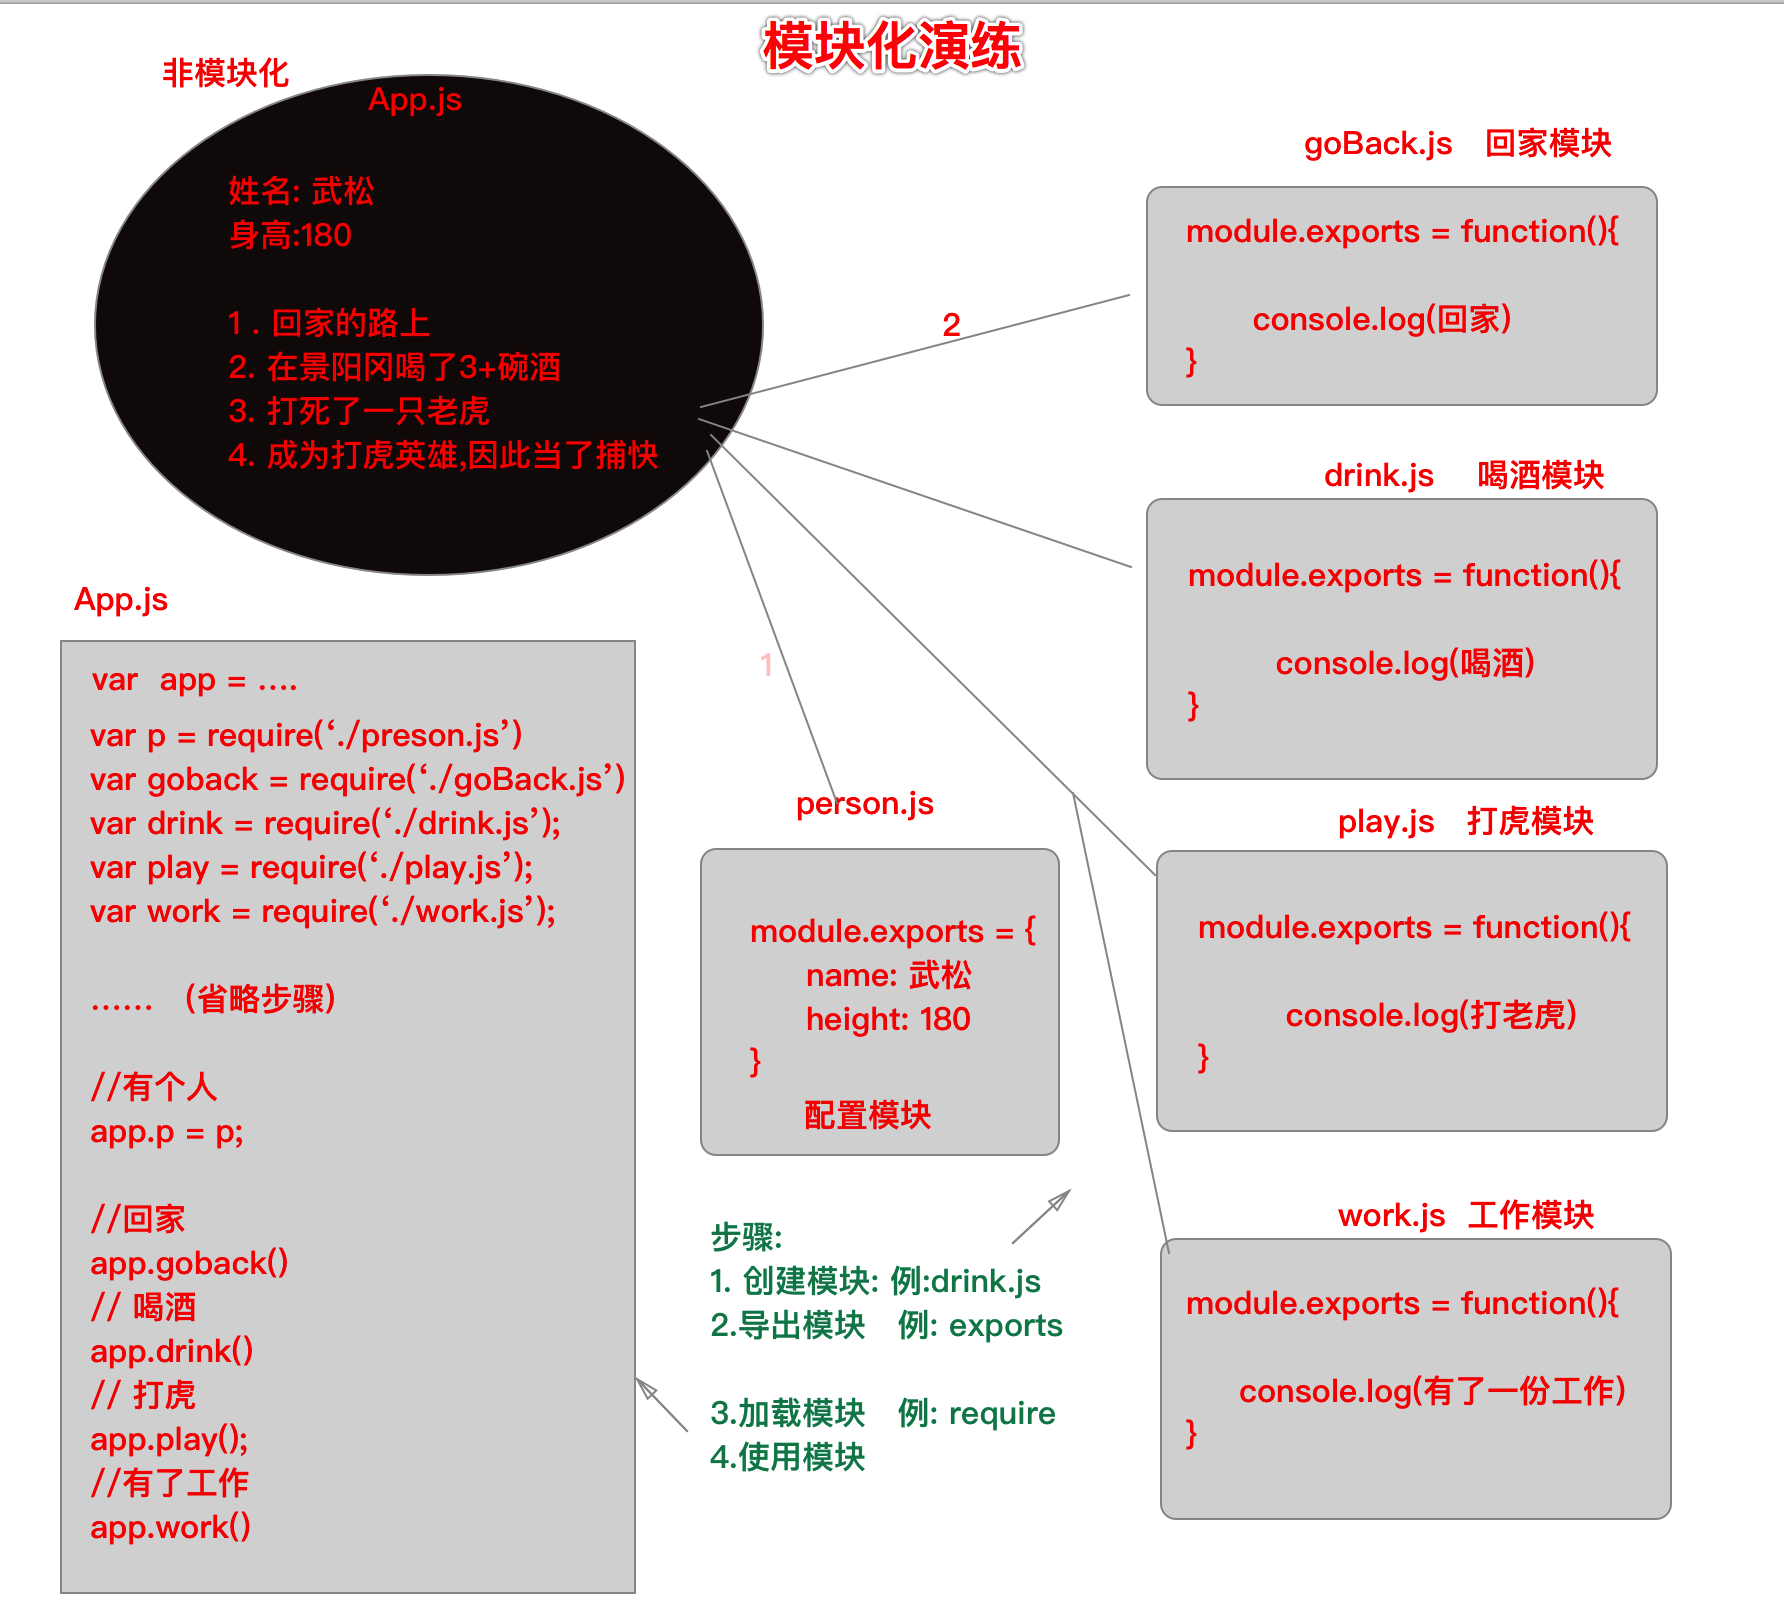 模块化演练
非模块化
App.js
姓名: 武松
身高:180
1 . 回家的路上
2. 在景阳冈喝了3+碗酒
3. 打死了一只老虎
4. 成为打虎英雄,因此当了捕快
2
1
goBack.js 回家模块
module.exports = function(){
console.log(回家)
}
drink.js 喝酒模块
module.exports = function(){
console.log(喝酒)
}
play.js 打虎模块
module.exports = function(){
console.log(打老虎)
}
work.js 工作模块
module.exports = function(){
console.log(有了一份工作)
}
person.js
module.exports = {
name: 武松
height: 180
}
配置模块
App.js
var app = ....
var p = require(‘./preson.js’)
var goback = require(‘./goBack.js’)
var drink = require(‘./drink.js’);
var play = require(‘./play.js’);
var work = require(‘./work.js’);
...... （省略步骤）
//有个人
app.p = p;
//回家
app.goback()
// 喝酒
app.drink()
// 打虎
app.play();
//有了工作
app.work()
步骤:
1. 创建模块: 例:drink.js
2.导出模块 例: exports
3.加载模块 例: require
4.使用模块